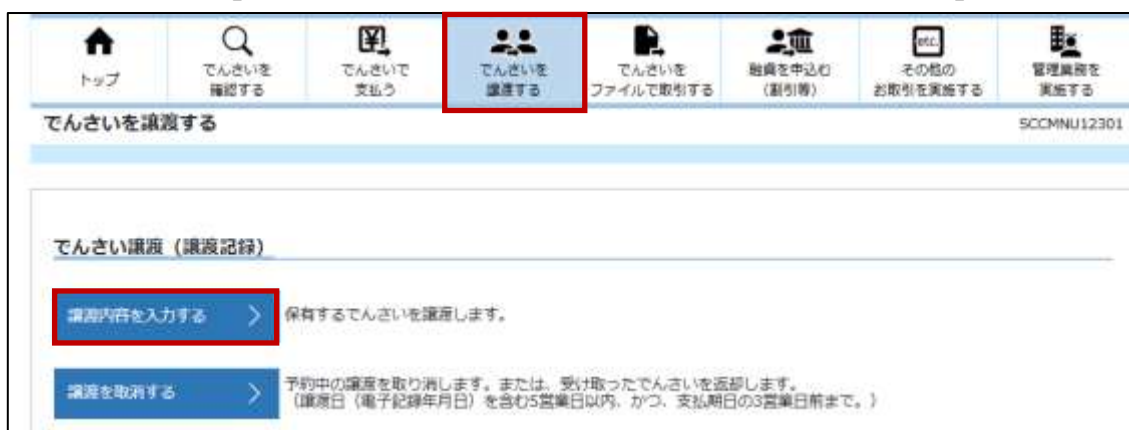 トップ
でんさいを
確認する
でんさいで
支払う
でんさいを
譲渡する
でんさいを
ファイルで取引する
融資を申込む
(割引等)
etc.
その他の
お取引を実施する
管理業務を
実施する
でんさいを譲渡する
SCCMNU12301
でんさい譲渡（譲渡記録）
譲渡内容を入力する
保有するでんさいを譲渡します。
譲渡を取消する
予約中の譲渡を取り消します。または、受け取ったでんさいを返却します。
（譲渡日（電子記録年月日）を含む5営業日以内、かつ、支払期日の3営業日前まで。）